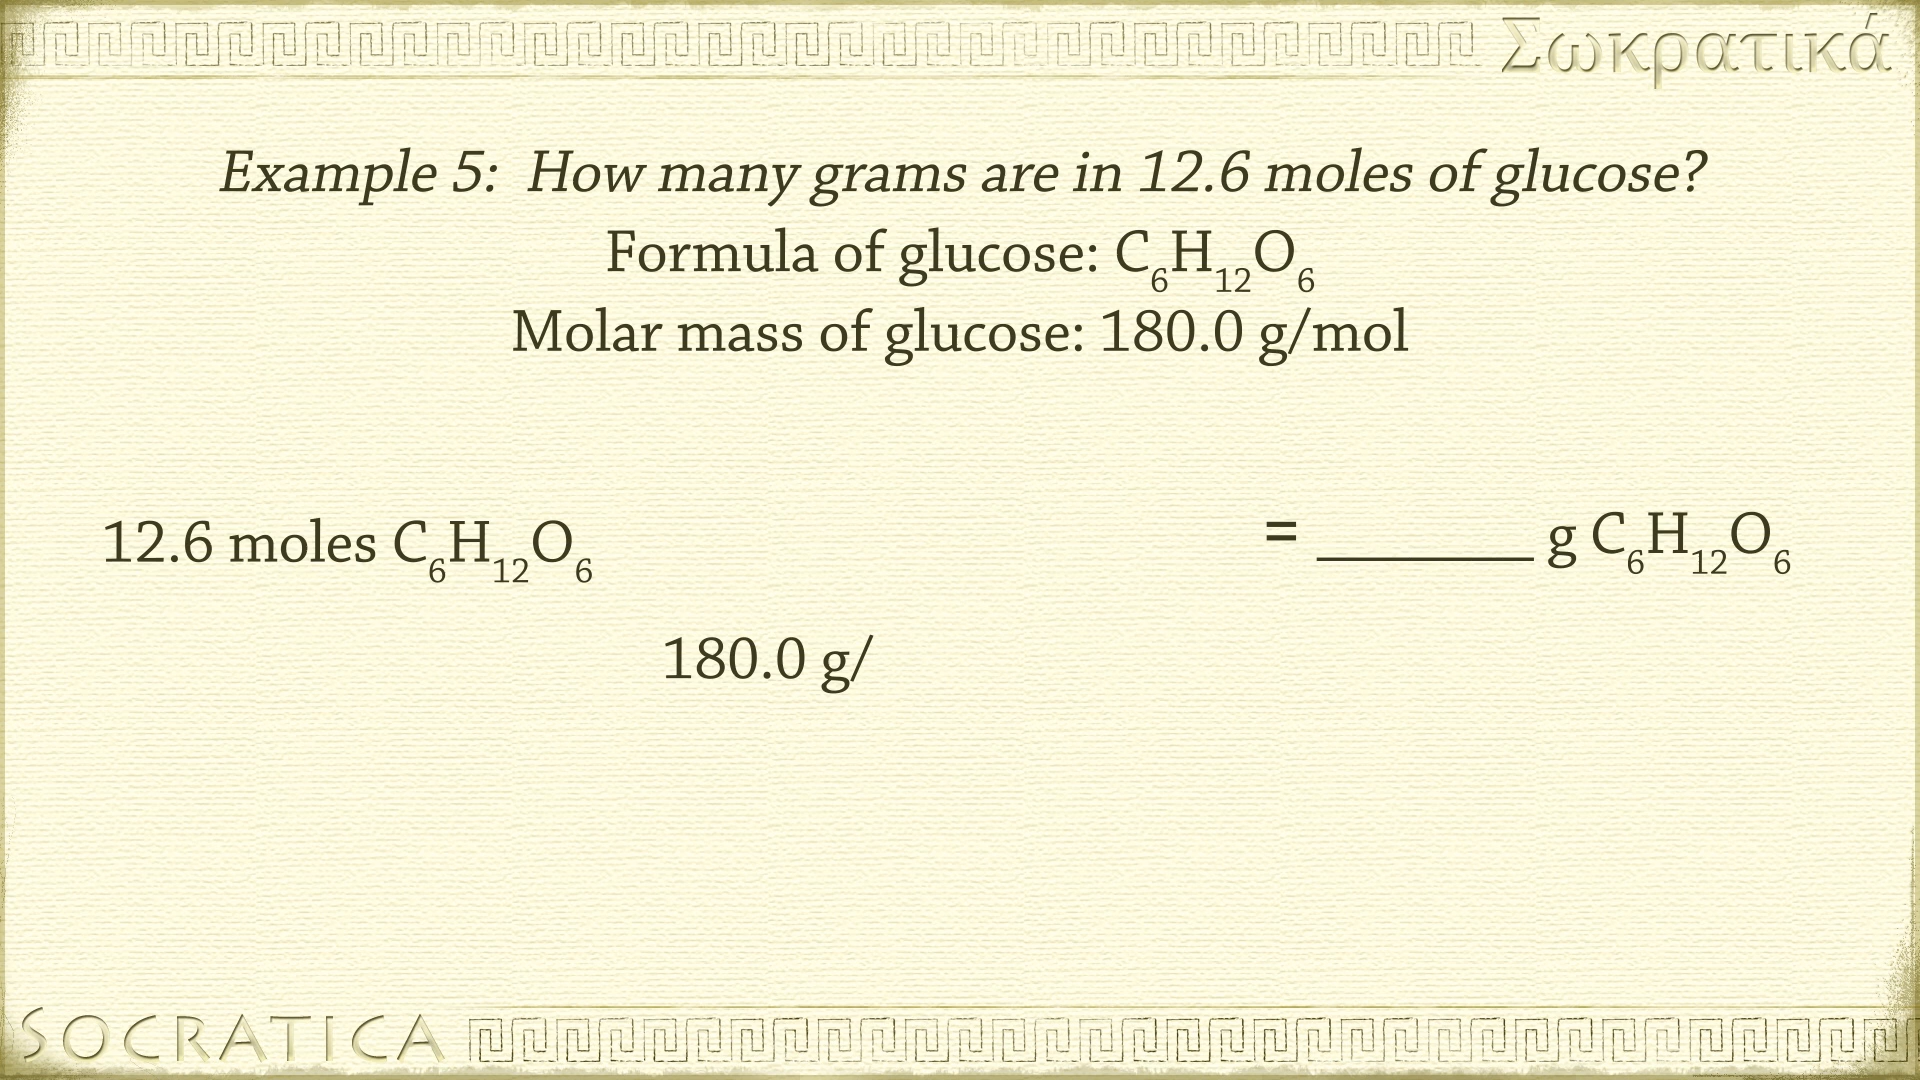 Σωκρατικά
Example 5: How many grams are in 12.6 moles of glucose?
Formula of glucose: C₆H₁₂O₆
Molar mass of glucose: 180.0 g/mol
12.6 moles C₆H₁₂O₆ = ________ g C₆H₁₂O₆
180.0 g/
SOCRATICA